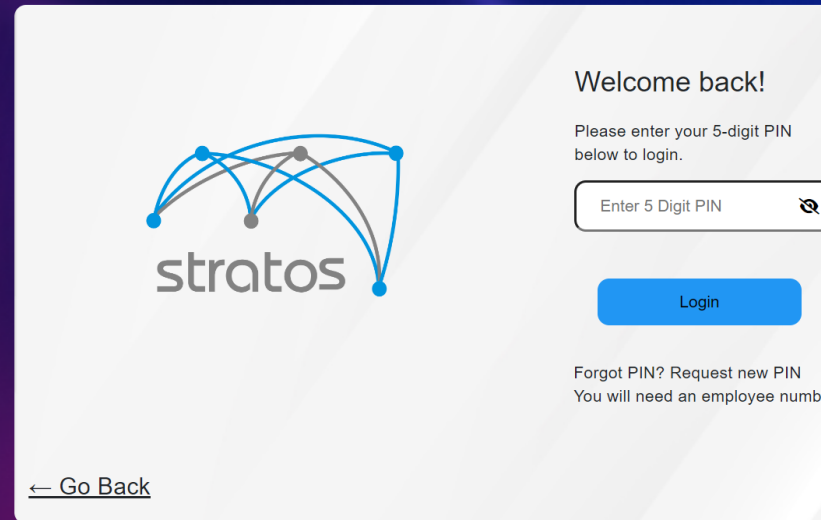 Welcome back!
Please enter your 5-digit PIN
below to login.
Enter 5 Digit PIN
stratos
Login
Forgot PIN? Request new PIN
You will need an employee numb
← Go Back